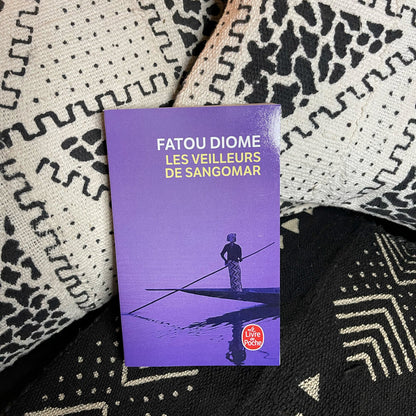 FATOU DIOME
LES VEILLEURS
DE SANGOMAR
Le
Livre
de
Poche